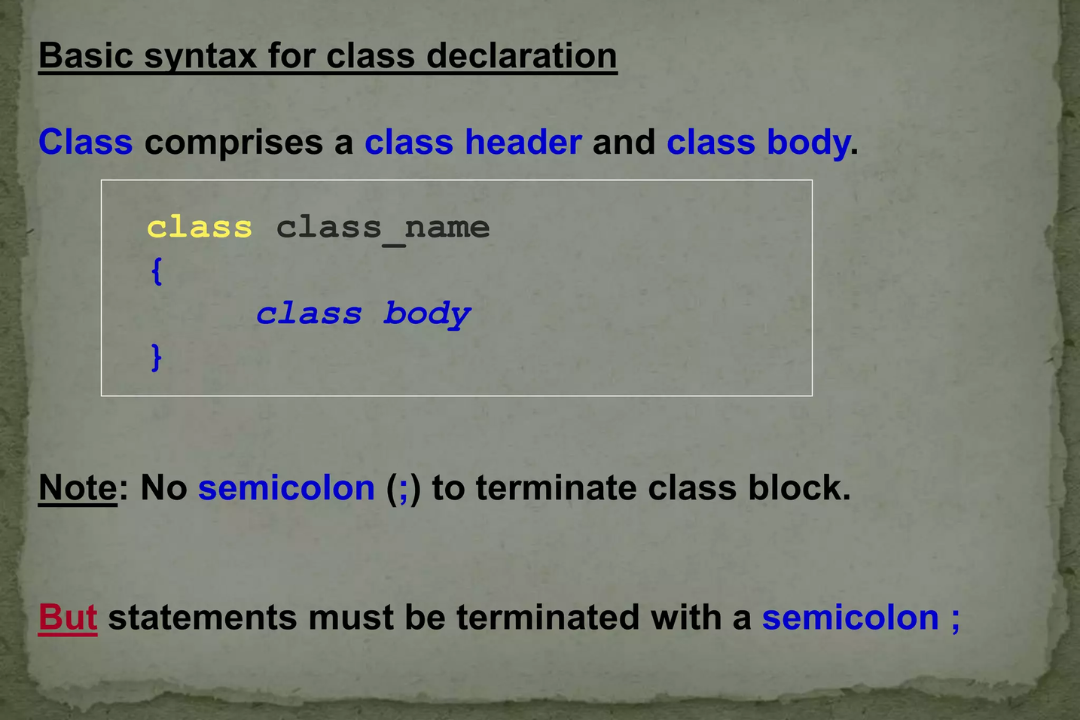 Basic syntax for class declaration
Class comprises a class header and class body.
class class_name
{
class body
}
Note: No semicolon (;) to terminate class block.
But statements must be terminated with a semicolon ;